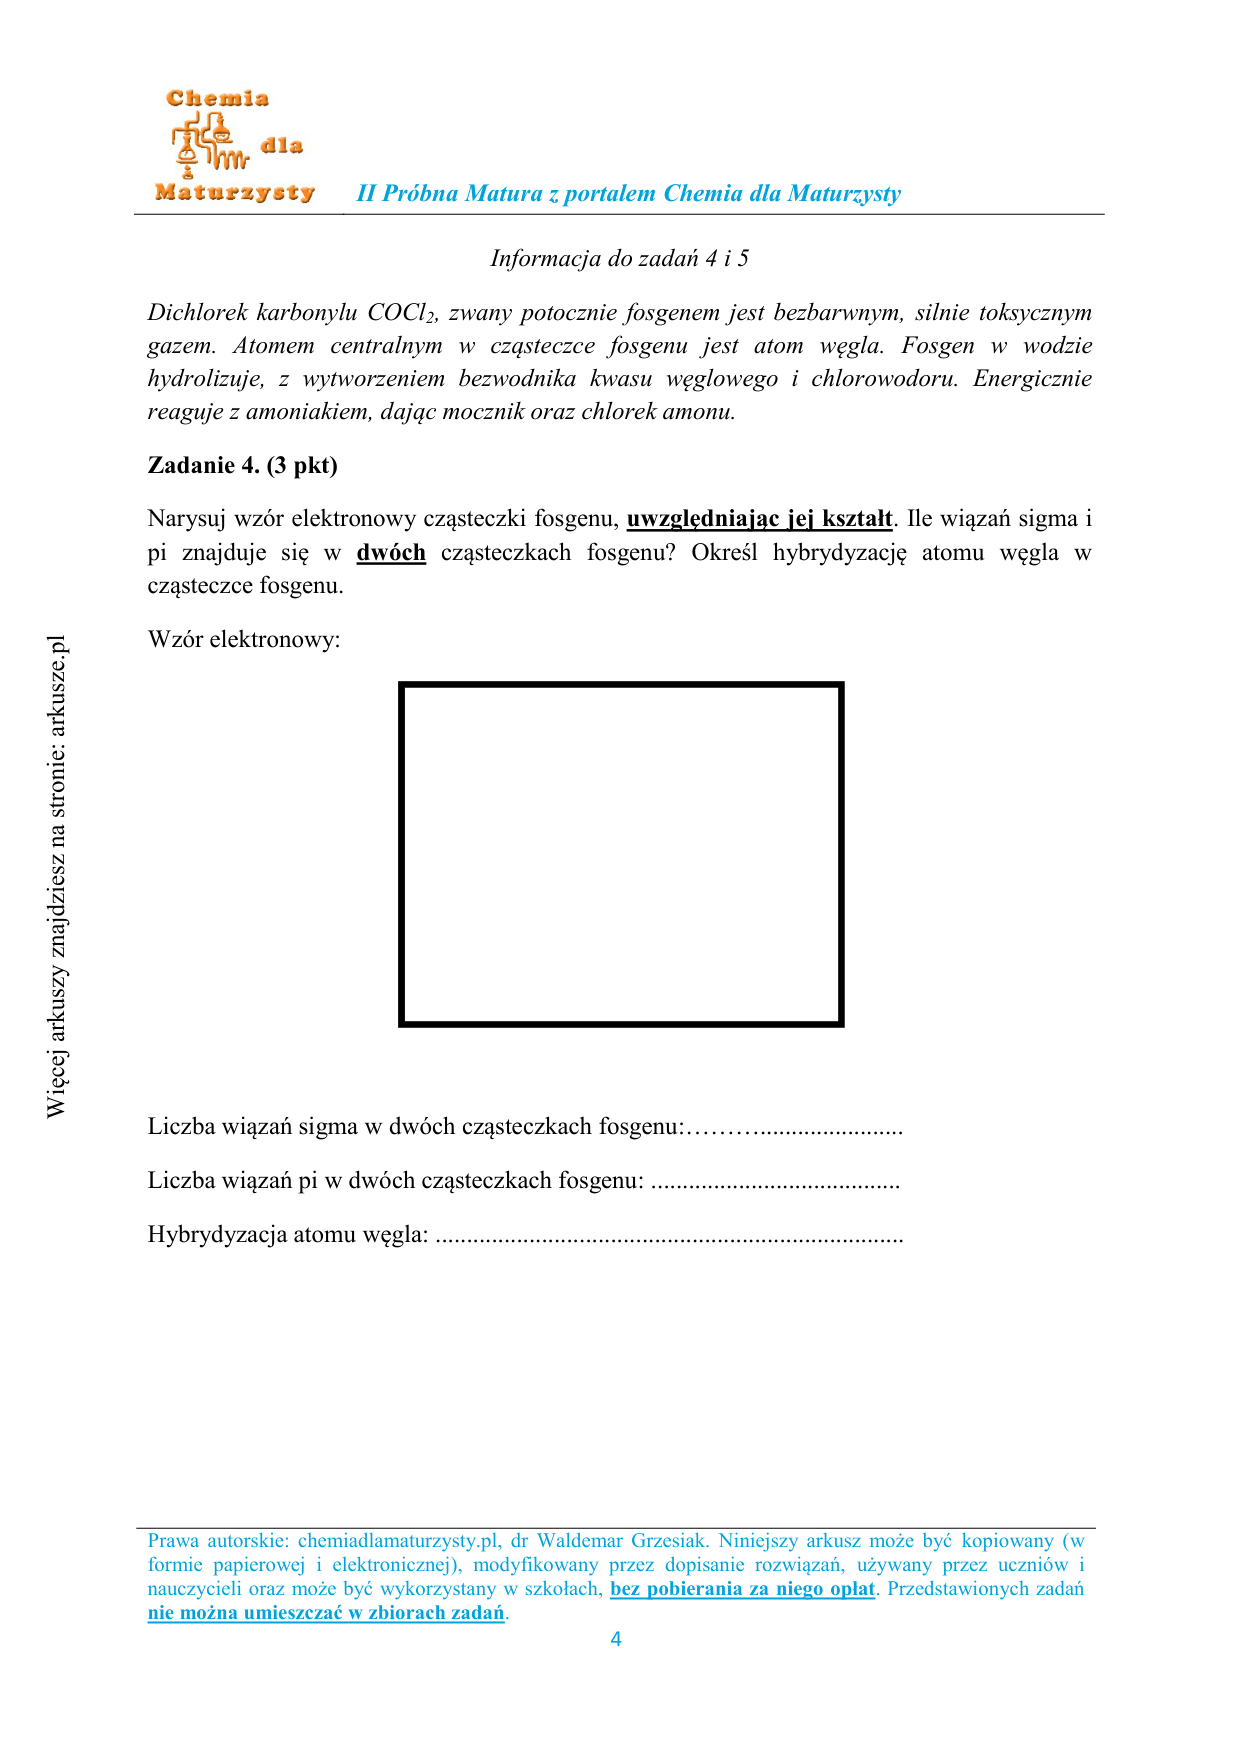 Chemia
dla
Maturzysty
II Próbna Matura z portalem Chemia dla Maturzysty
Informacja do zadań 4 i 5
Dichlorek karbonylu COCl₂, zwany potocznie fosgenem jest bezbarwnym, silnie toksycznym
gazem. Atomem centralnym w cząsteczce fosgenu jest atom węgla. Fosgen w wodzie
hydrolizuje, z wytworzeniem bezwodnika kwasu węglowego i chlorowodoru. Energicznie
reaguje z amoniakiem, dając mocznik oraz chlorek amonu.
Zadanie 4. (3 pkt)
Narysuj wzór elektronowy cząsteczki fosgenu, uwzględniając jej kształt. Ile wiązań sigma i
pi znajduje się w dwóch cząsteczkach fosgenu? Określ hybrydyzację atomu węgla w
cząsteczce fosgenu.
Wzór elektronowy:
Liczba wiązań sigma w dwóch cząsteczkach fosgenu:……….......................
Liczba wiązań pi w dwóch cząsteczkach fosgenu: ........................................
Hybrydyzacja atomu węgla: ...........................................................................
Więcej arkuszy znajdziesz na stronie: arkusze.pl
Prawa autorskie: chemiadlamaturzysty.pl, dr Waldemar Grzesiak. Niniejszy arkusz może być kopiowany (w
formie papierowej i elektronicznej), modyfikowany przez dopisanie rozwiązań, używany przez uczniów i
nauczycieli oraz może być wykorzystany w szkołach, bez pobierania za niego opłat. Przedstawionych zadań
nie można umieszczać w zbiorach zadań.
4